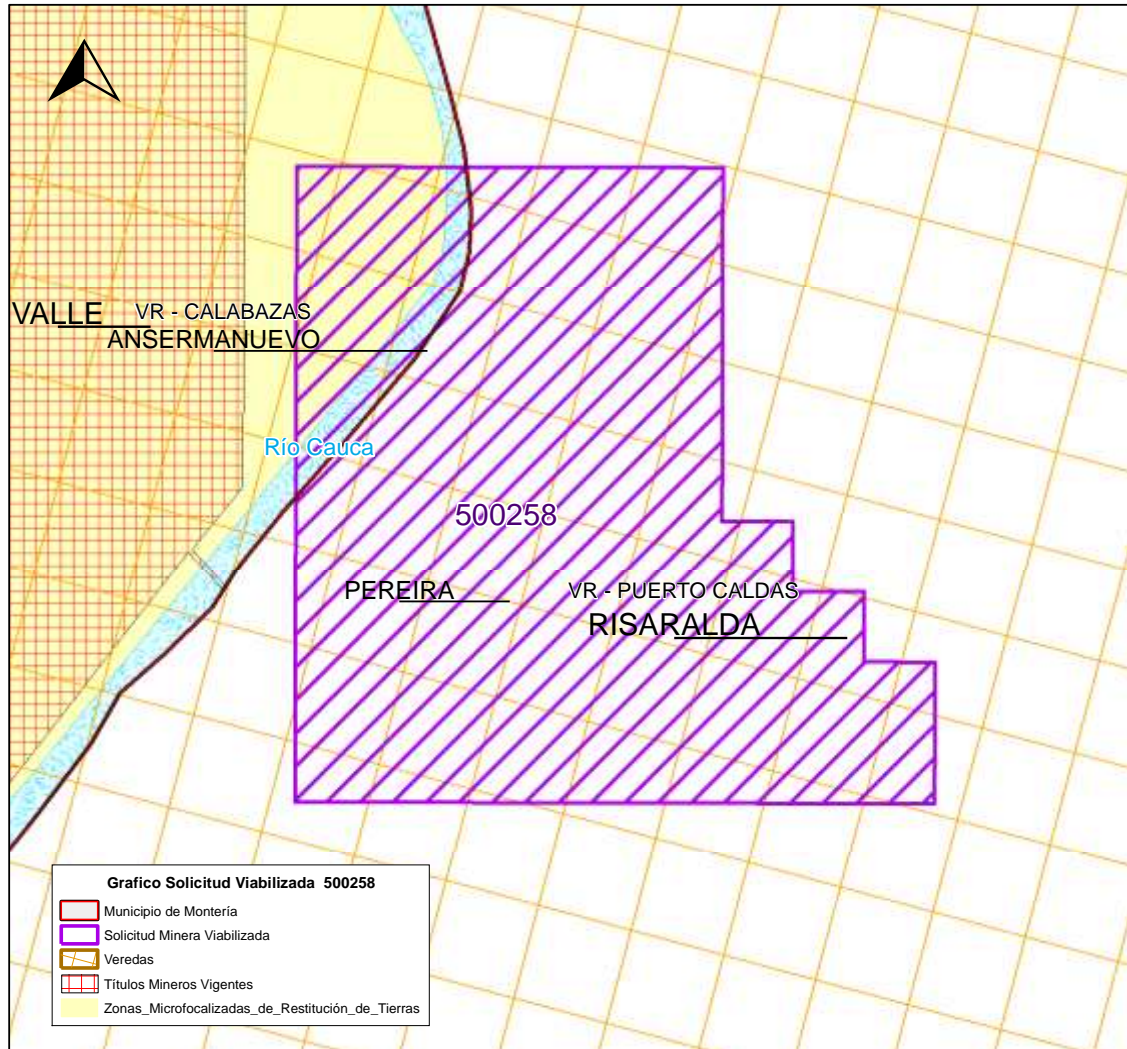 VALLE
VR - CALABAZAS
ANSERMANUEVO
Río Cauca
500258
PEREIRA
VR - PUERTO CALDAS
RISARALDA
Grafico Solicitud Viabilizada 500258
Municipio de Montería
Solicitud Minera Viabilizada
Veredas
Títulos Mineros Vigentes
Zonas_Microfocalizadas_de_Restitución_de_Tierras